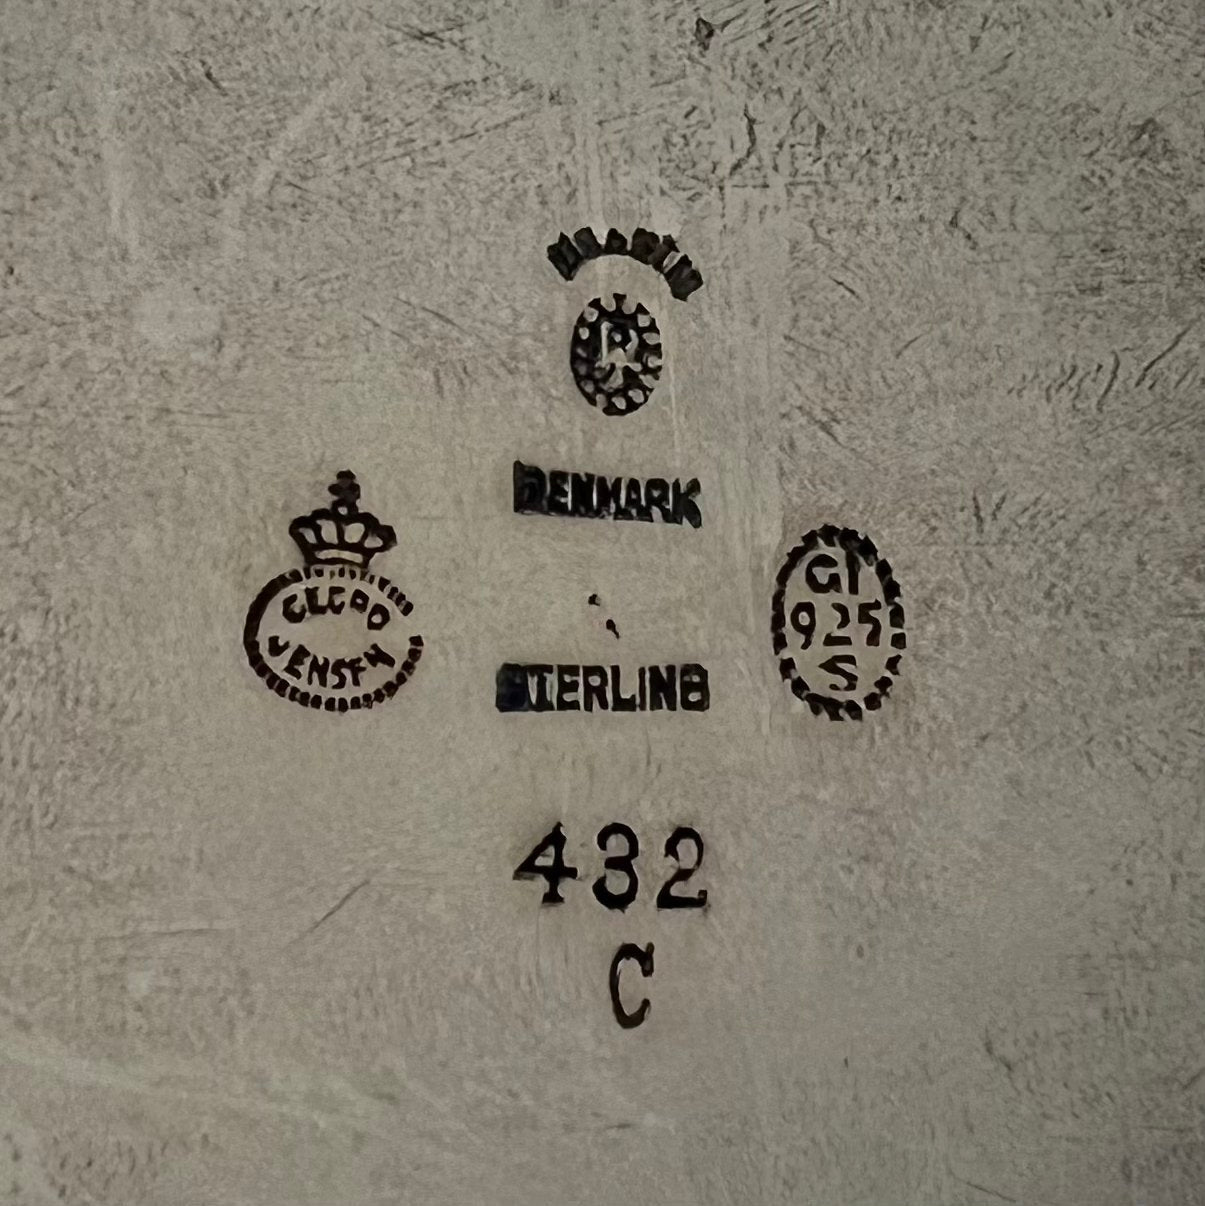 R
DENMARK
GEORG
JENSEN
GI
925
S
STERLING
432
C